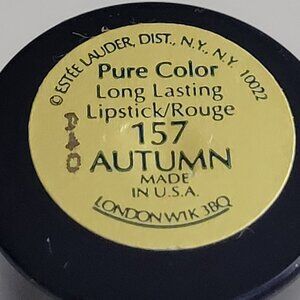 © ESTÉE LAUDER, DIST., N.Y., N.Y. 10022
Pure Color
Long Lasting
Lipstick/Rouge
157
AUTUMN
MADE
IN U.S.A.
LONDON W1K 3BQ